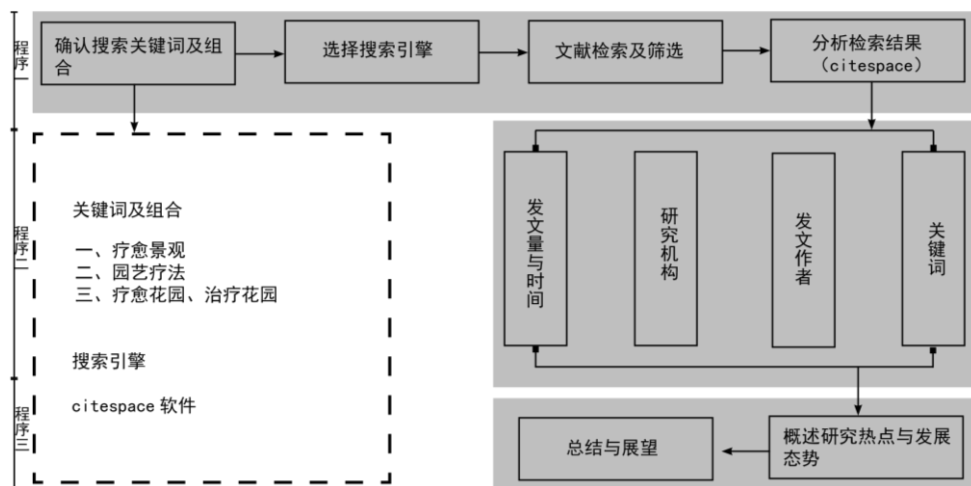 程序一
确认搜索关键词及组
合
选择搜索引擎
文献检索及筛选
分析检索结果
（citespace）
程序二
关键词及组合
一、疗愈景观
二、园艺疗法
三、疗愈花园、治疗花园
搜索引擎
citespace 软件
发文量与时间
研究机构
发文作者
关键词
程序三
总结与展望
概述研究热点与发展
态势